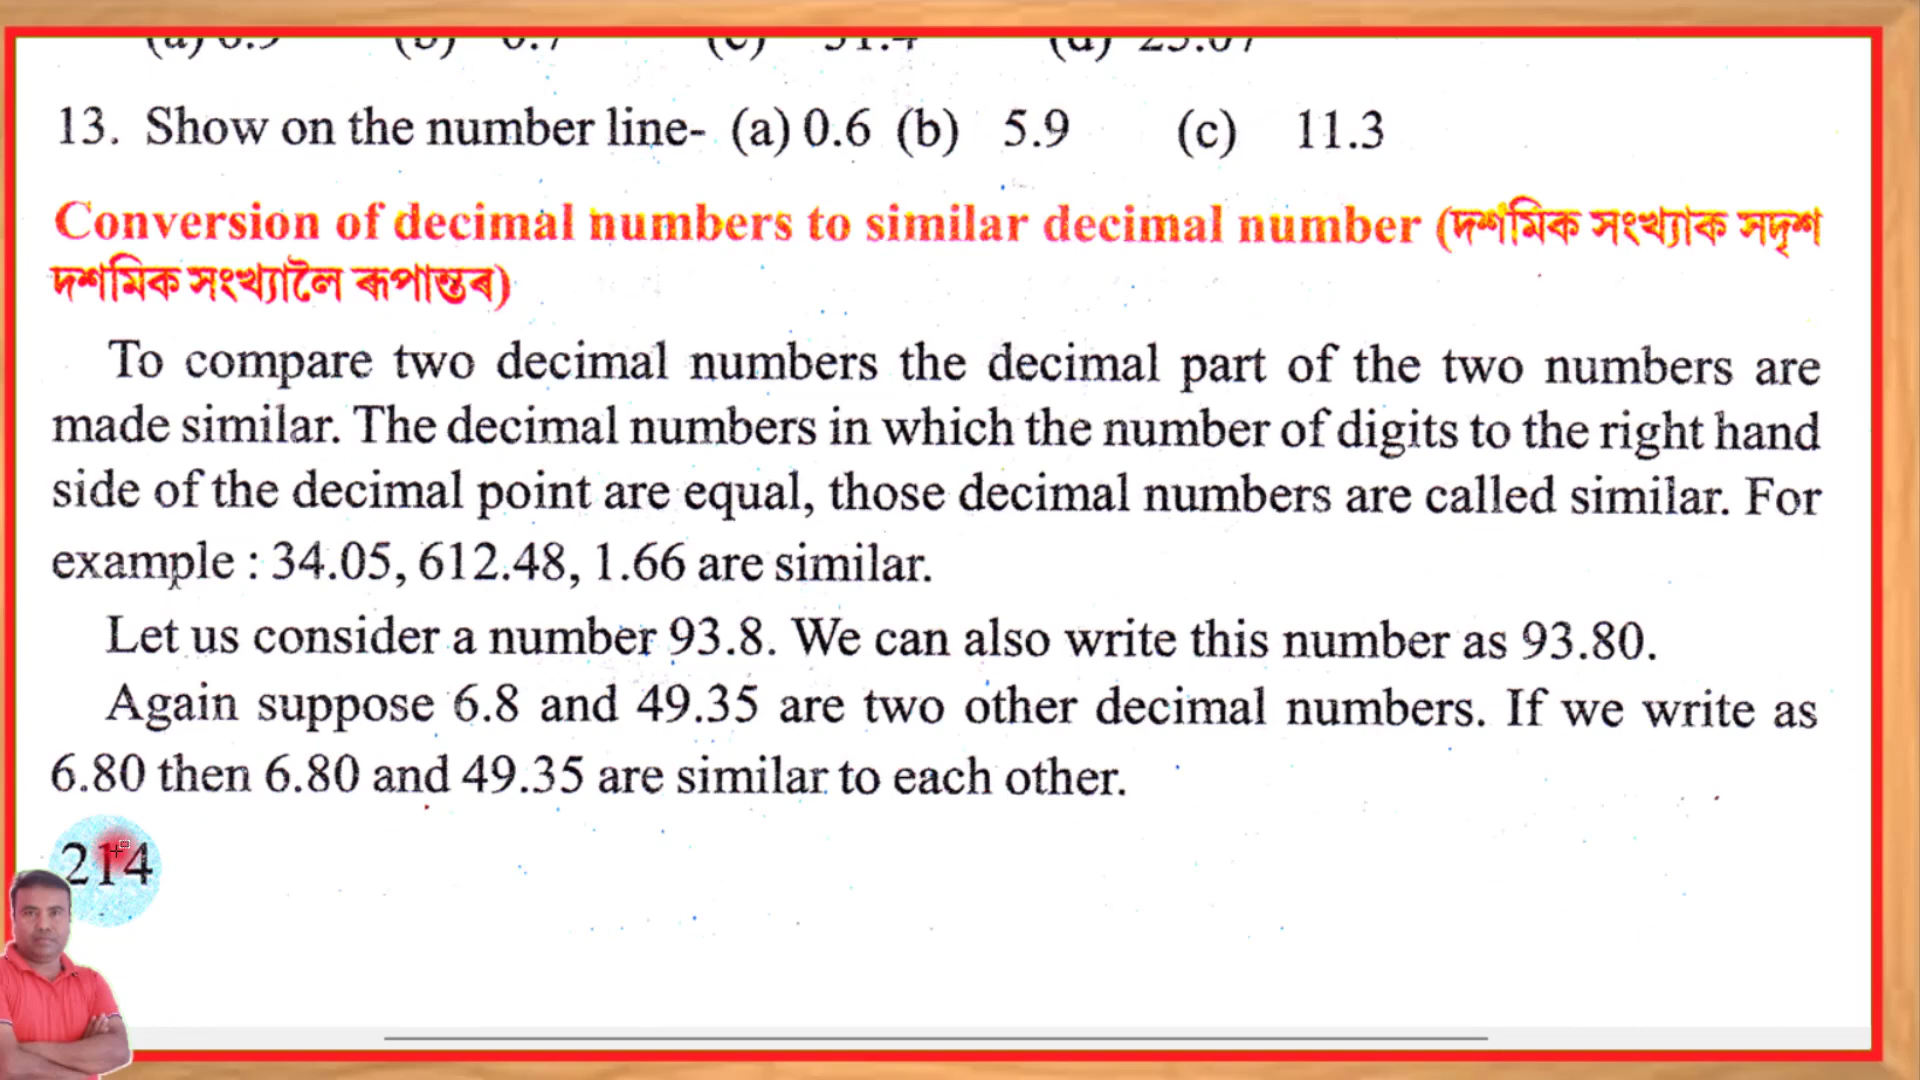 13. Show on the number line- (a) 0.6 (b) 5.9 (c) 11.3
Conversion of decimal numbers to similar decimal number (দশমিক সংখ্যাক সদৃশ
দশমিক সংখ্যালৈ ৰূপান্তৰ)
To compare two decimal numbers the decimal part of the two numbers are
made similar. The decimal numbers in which the number of digits to the right hand
side of the decimal point are equal, those decimal numbers are called similar. For
example : 34.05, 612.48, 1.66 are similar.
Let us consider a number 93.8. We can also write this number as 93.80.
Again suppose 6.8 and 49.35 are two other decimal numbers. If we write as
6.80 then 6.80 and 49.35 are similar to each other.
214